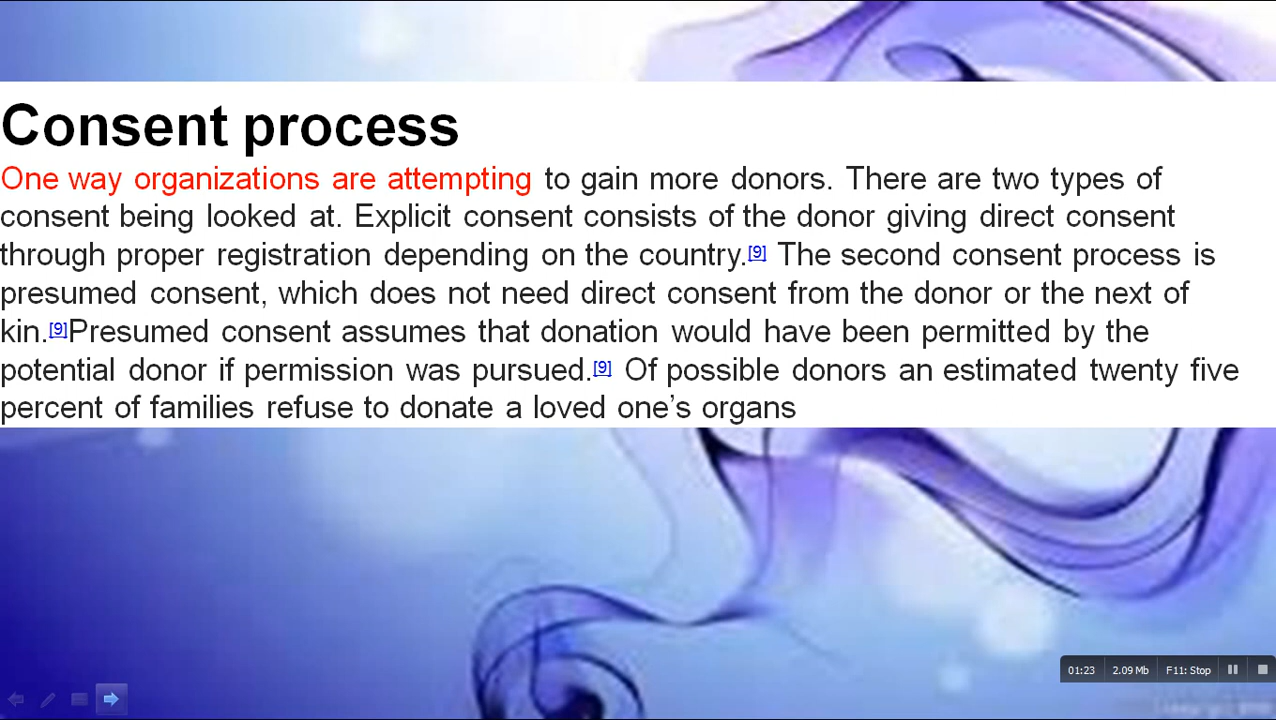 Consent process
One way organizations are attempting to gain more donors. There are two types of
consent being looked at. Explicit consent consists of the donor giving direct consent
through proper registration depending on the country.[9] The second consent process is
presumed consent, which does not need direct consent from the donor or the next of
kin.[9]Presumed consent assumes that donation would have been permitted by the
potential donor if permission was pursued.[9] Of possible donors an estimated twenty five
percent of families refuse to donate a loved one’s organs
01:23 2.09 Mb F11: Stop